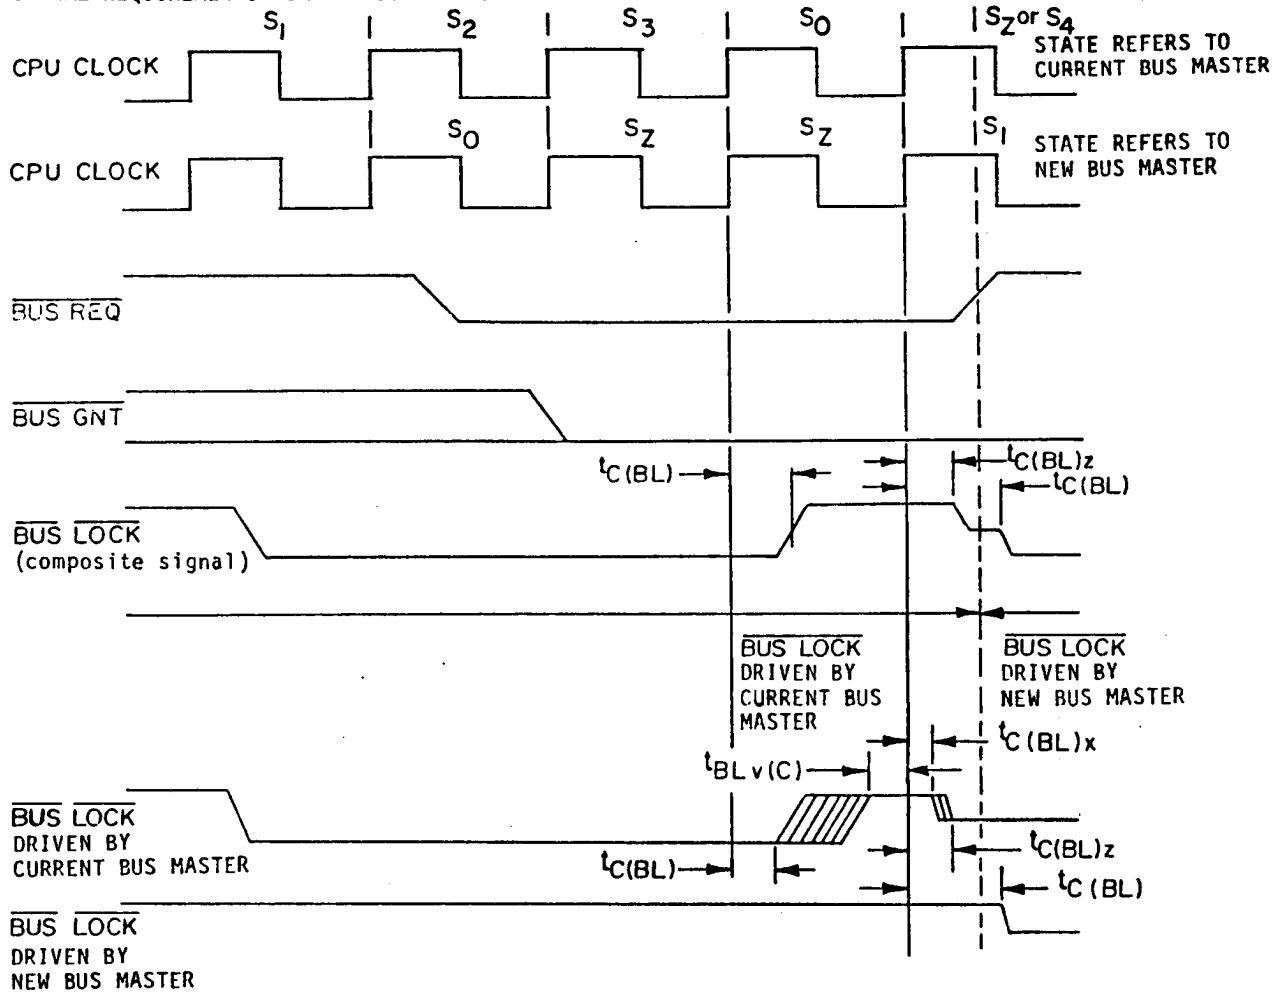 S1 S2 S3 S0 SZ or S4
CPU CLOCK
STATE REFERS TO
CURRENT BUS MASTER
S0 SZ SZ S1
CPU CLOCK
STATE REFERS TO
NEW BUS MASTER
BUS REQ
BUS GNT
tC(BL) tC(BL)z
tC(BL)
BUS LOCK
(composite signal)
BUS LOCK
DRIVEN BY
CURRENT BUS
MASTER
BUS LOCK
DRIVEN BY
NEW BUS MASTER
tC(BL)x
tBLv(C)
BUS LOCK
DRIVEN BY
CURRENT BUS MASTER
tC(BL) tC(BL)z
tC(BL)
BUS LOCK
DRIVEN BY
NEW BUS MASTER